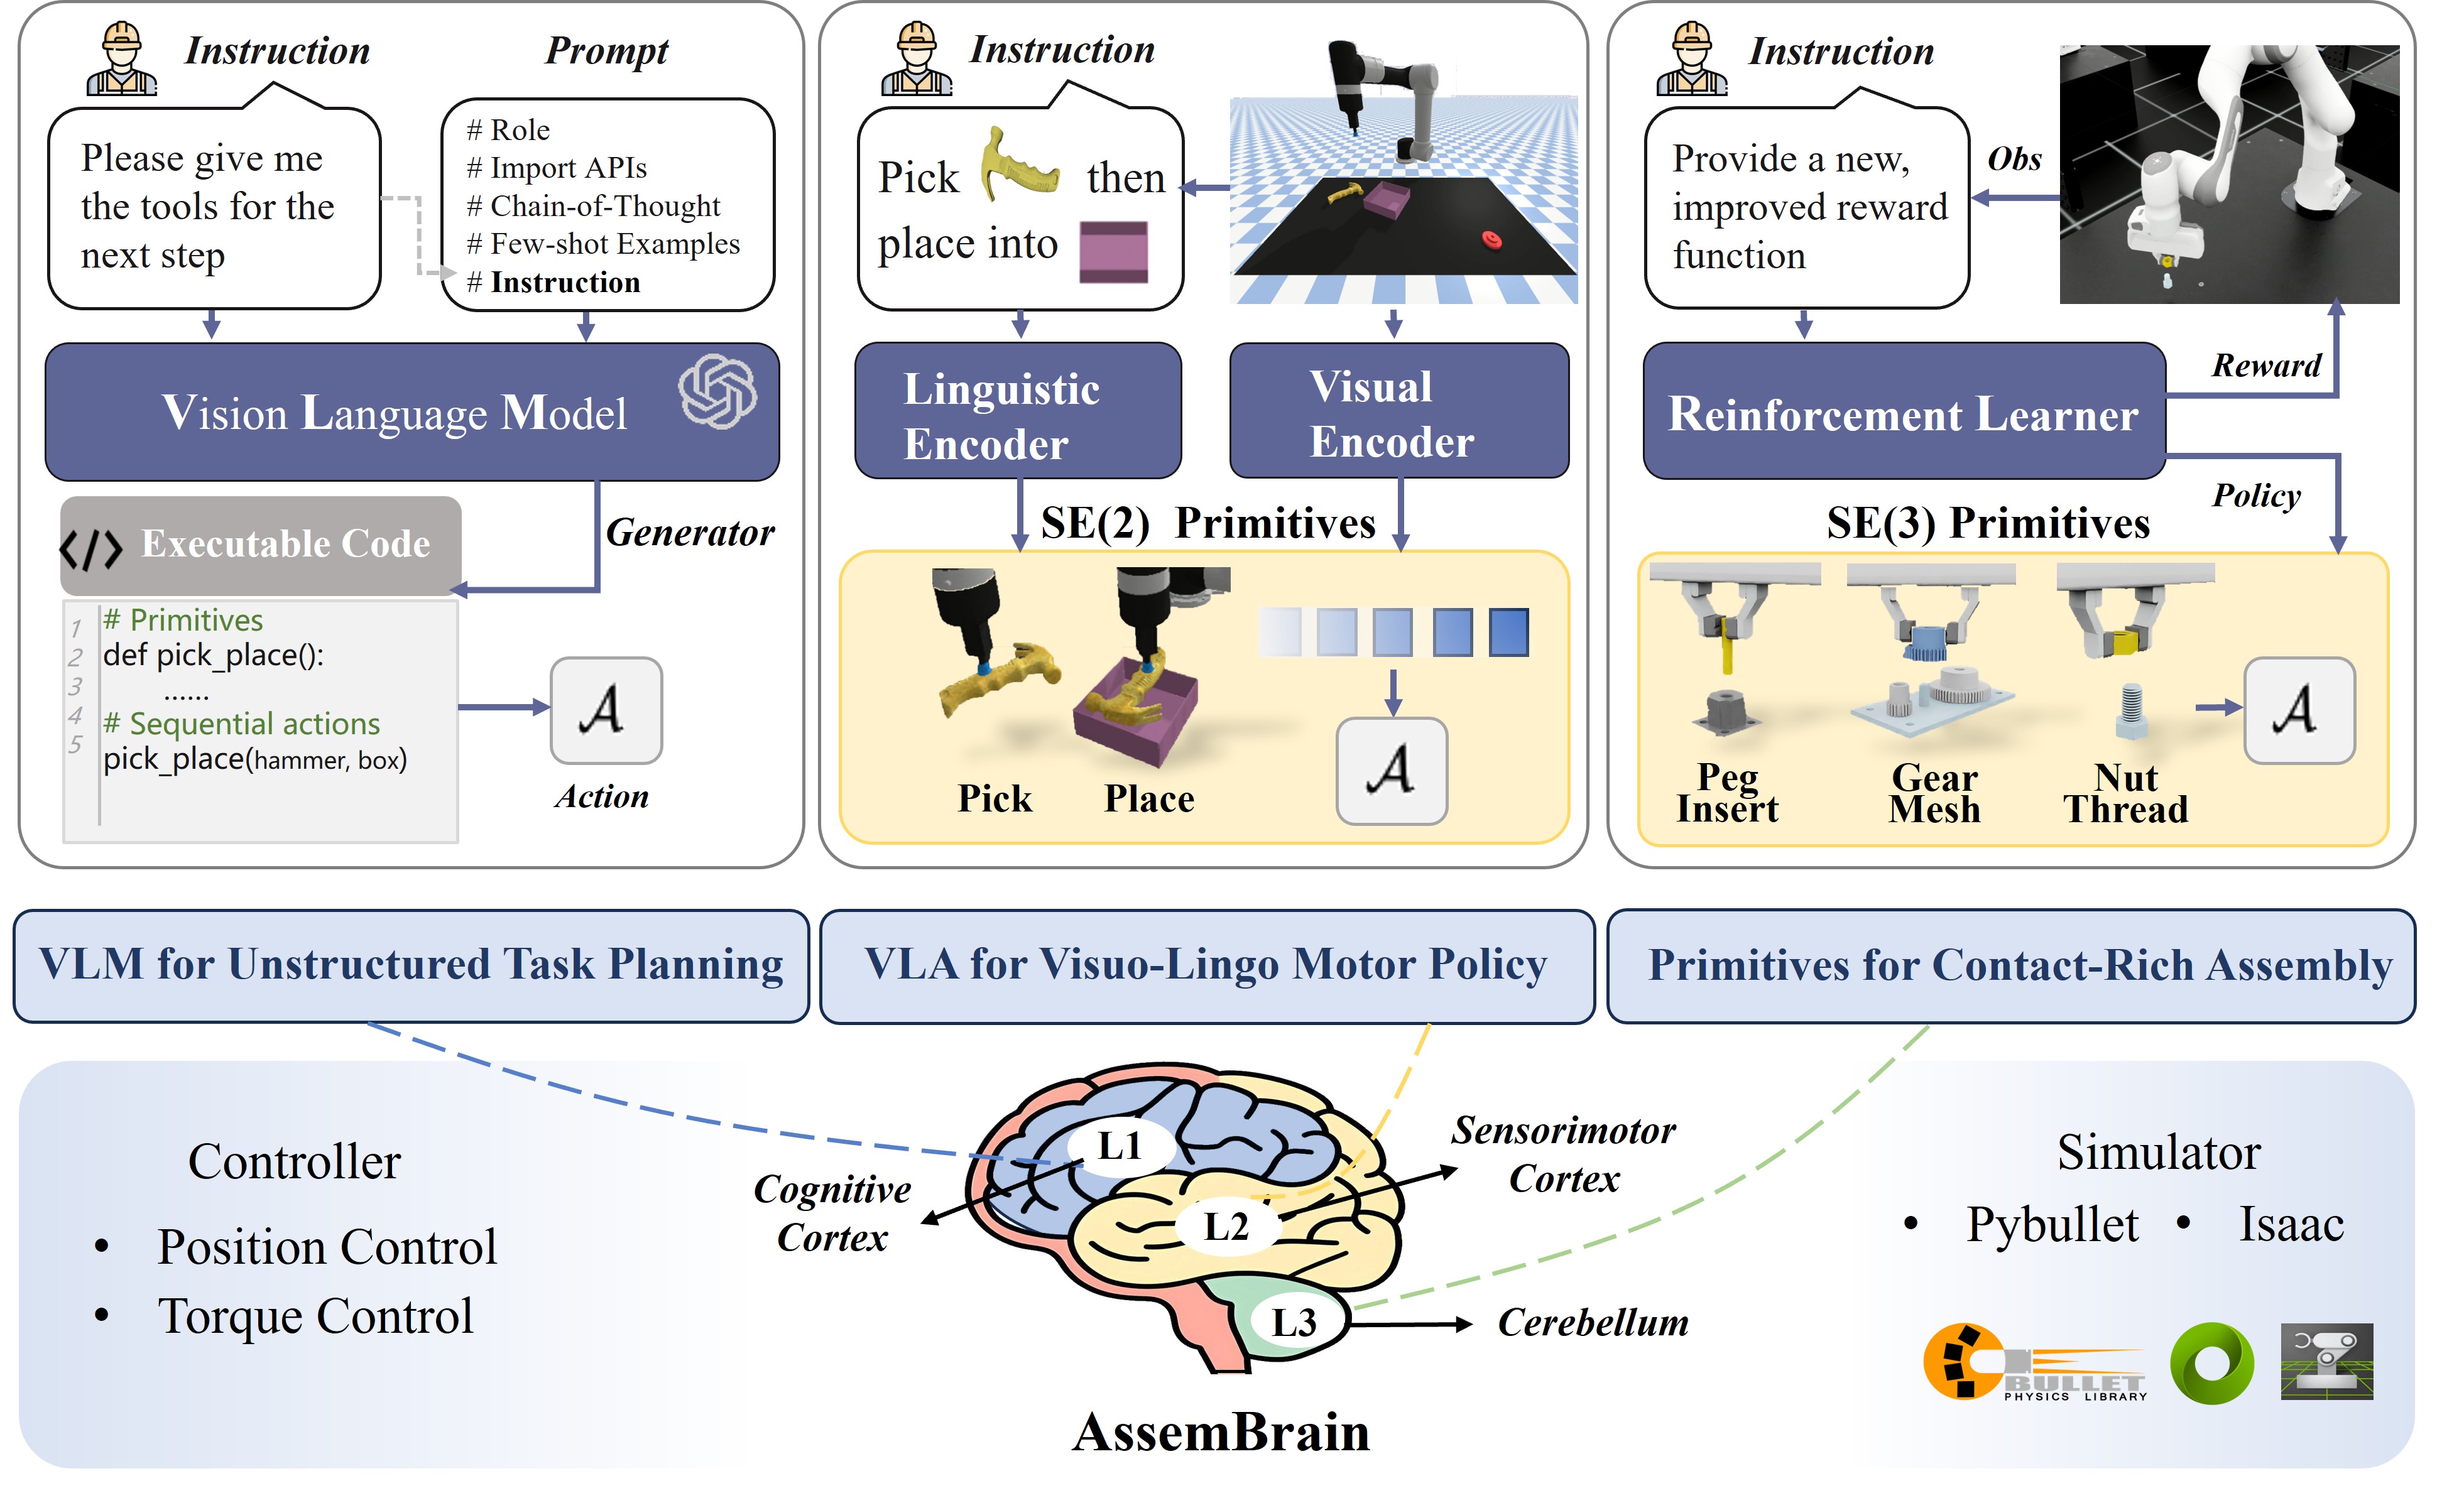 Instruction
Prompt
Please give me
the tools for the
next step
# Role
# Import APIs
# Chain-of-Thought
# Few-shot Examples
# Instruction
Vision Language Model
Generator
</> Executable Code
1 # Primitives
2 def pick_place():
3 ......
4 # Sequential actions
5 pick_place(hammer, box)
A
Action
Instruction
Pick then
place into
Linguistic
Encoder
Visual
Encoder
SE(2) Primitives
Pick
Place
A
Instruction
Provide a new,
improved reward
function
Obs
Reinforcement Learner
Reward
Policy
SE(3) Primitives
Peg
Insert
Gear
Mesh
Nut
Thread
A
VLM for Unstructured Task Planning
VLA for Visuo-Lingo Motor Policy
Primitives for Contact-Rich Assembly
Controller
• Position Control
• Torque Control
L1
L2
L3
Cognitive
Cortex
Sensorimotor
Cortex
Cerebellum
AssemBrain
Simulator
• Pybullet • Isaac
BULLET
PHYSICS LIBRARY